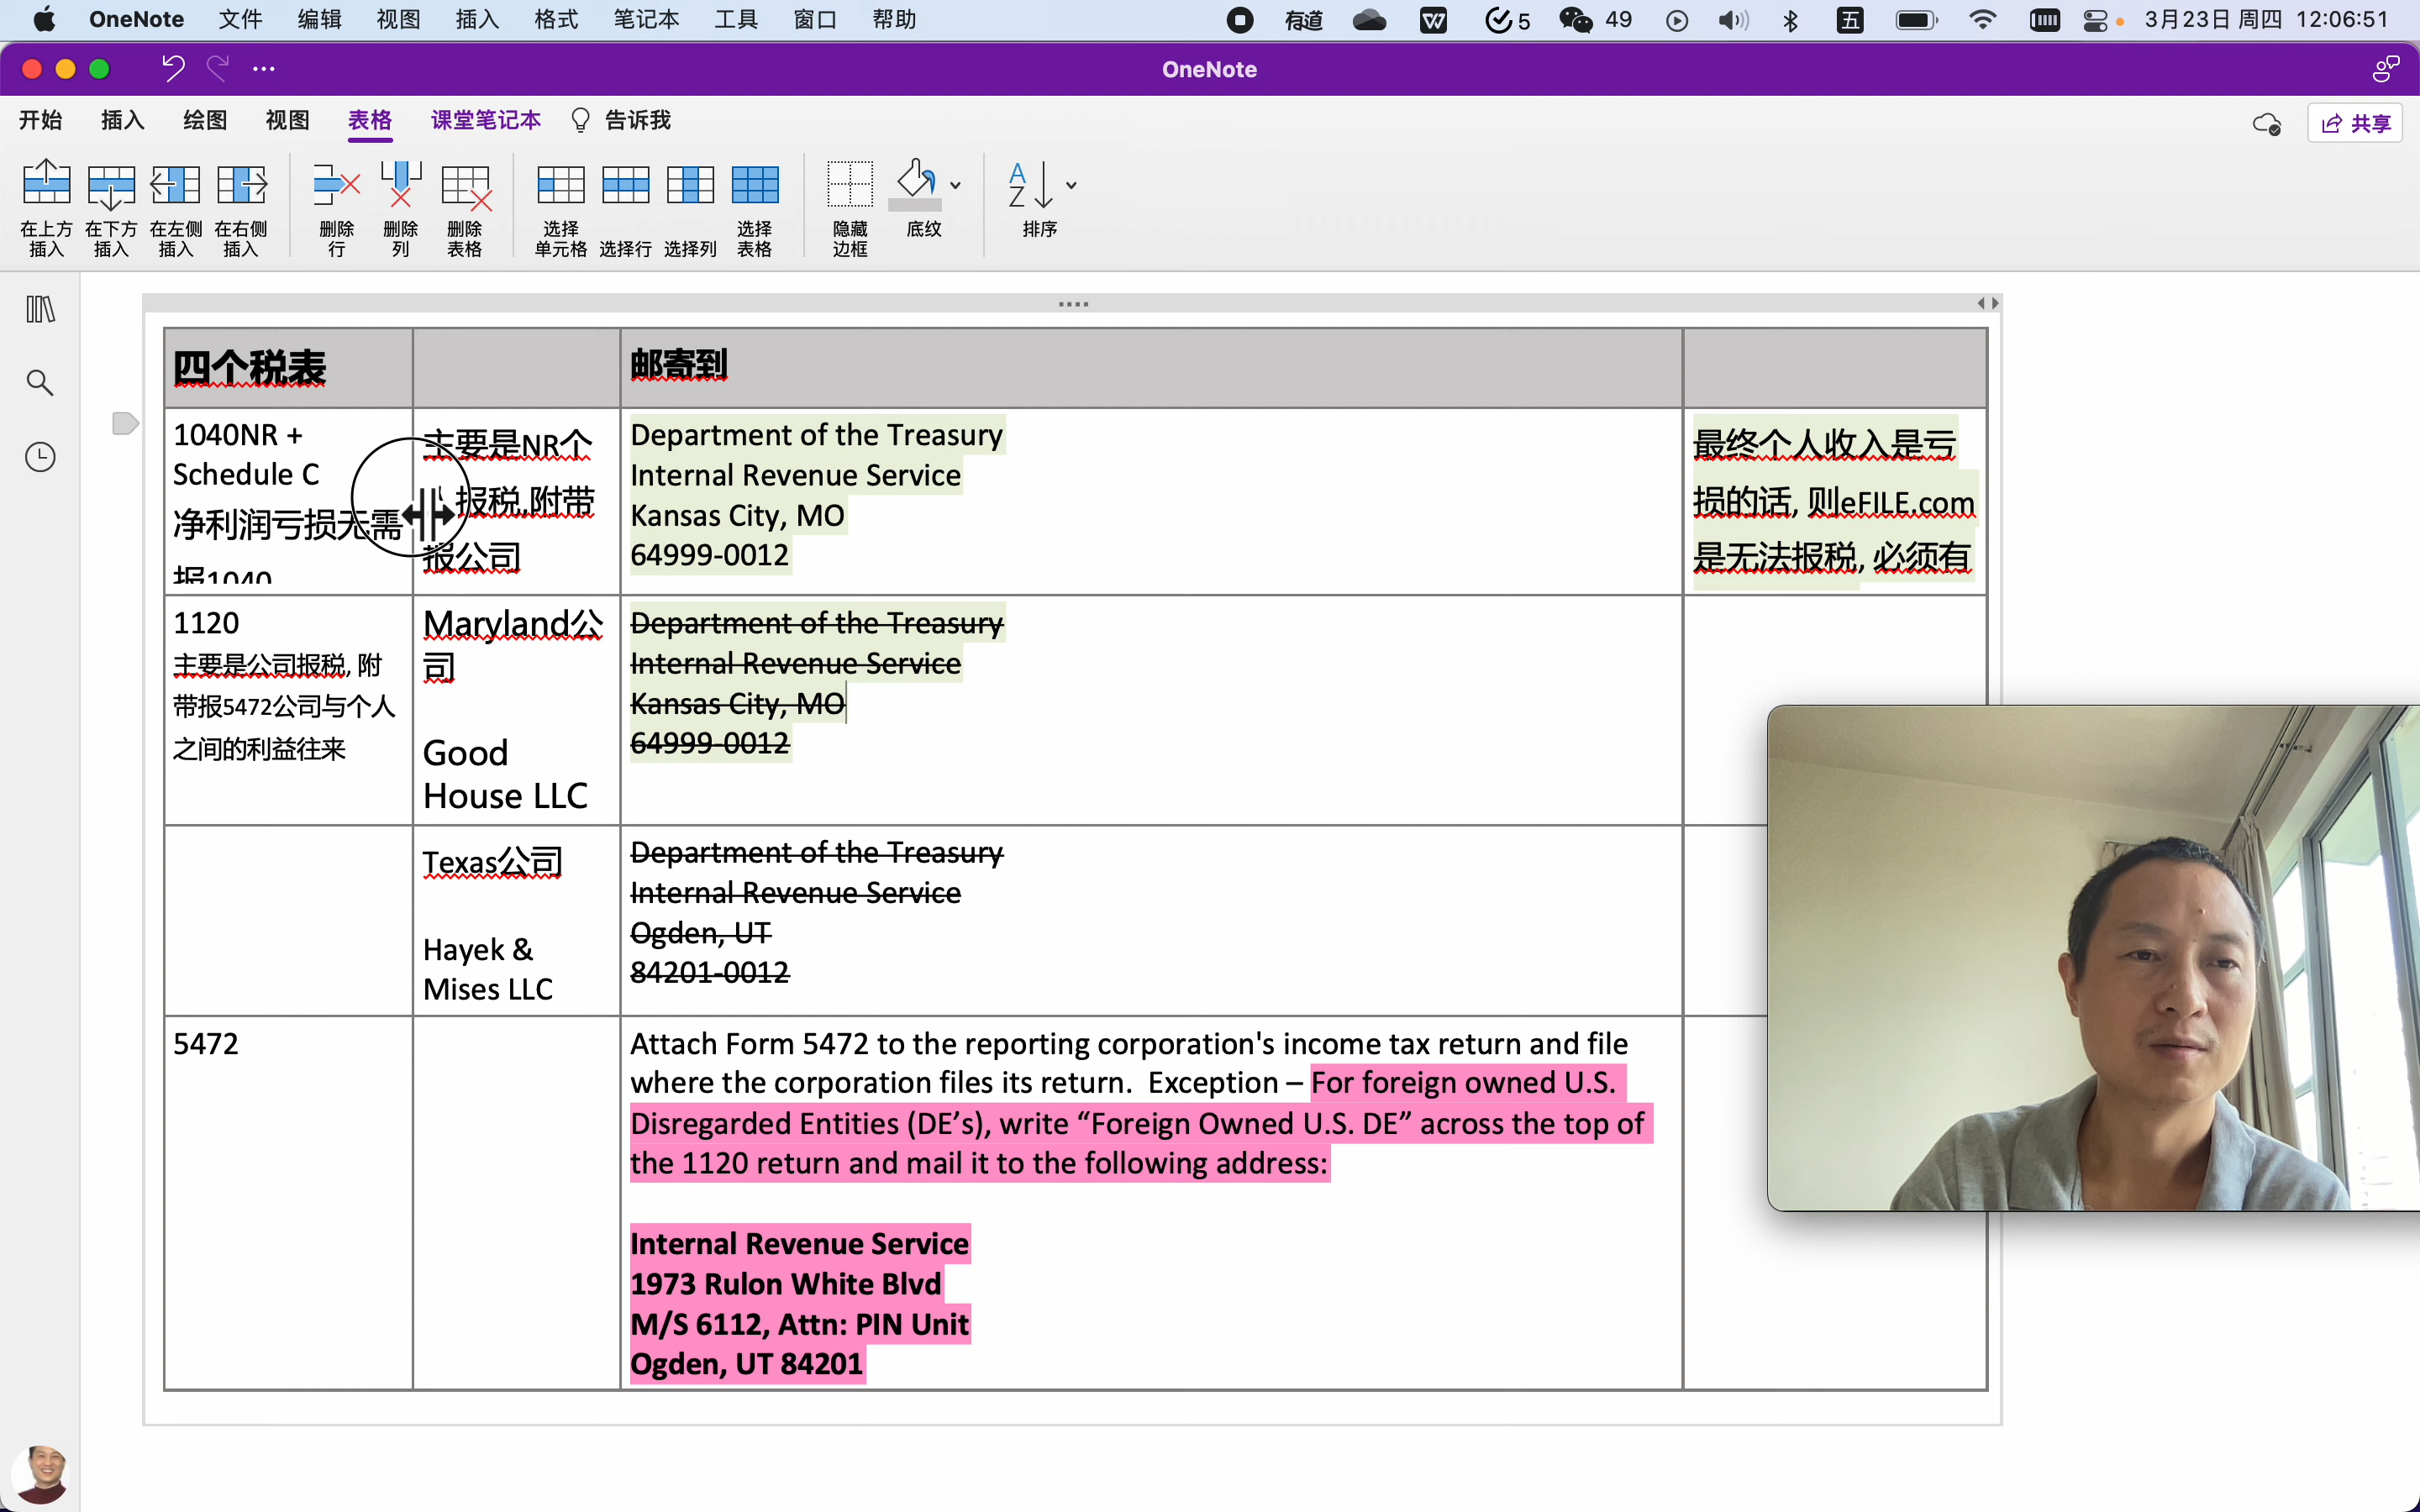 OneNote 文件 编辑 视图 插入 格式 笔记本 工具 窗口 帮助 有道 5 49 五 3月23日 周四 12:06:51
OneNote
开始 插入 绘图 视图 表格 课堂笔记本 告诉我 共享
在上方插入 在下方插入 在左侧插入 在右侧插入 删除行 删除列 删除表格 选择单元格 选择行 选择列 选择表格 隐藏边框 底纹 排序
四个税表
邮寄到
1040NR +
Schedule C
净利润亏损无需
报1040
主要是NR个
报税,附带
报公司
Department of the Treasury
Internal Revenue Service
Kansas City, MO
64999-0012
最终个人收入是亏
损的话, 则eFILE.com
是无法报税, 必须有
1120
主要是公司报税, 附
带报5472公司与个人
之间的利益往来
Maryland公
司
Good
House LLC
Department of the Treasury
Internal Revenue Service
Kansas City, MO
64999-0012
Texas公司
Hayek &
Mises LLC
Department of the Treasury
Internal Revenue Service
Ogden, UT
84201-0012
5472
Attach Form 5472 to the reporting corporation's income tax return and file
where the corporation files its return. Exception – For foreign owned U.S.
Disregarded Entities (DE’s), write “Foreign Owned U.S. DE” across the top of
the 1120 return and mail it to the following address:
Internal Revenue Service
1973 Rulon White Blvd
M/S 6112, Attn: PIN Unit
Ogden, UT 84201